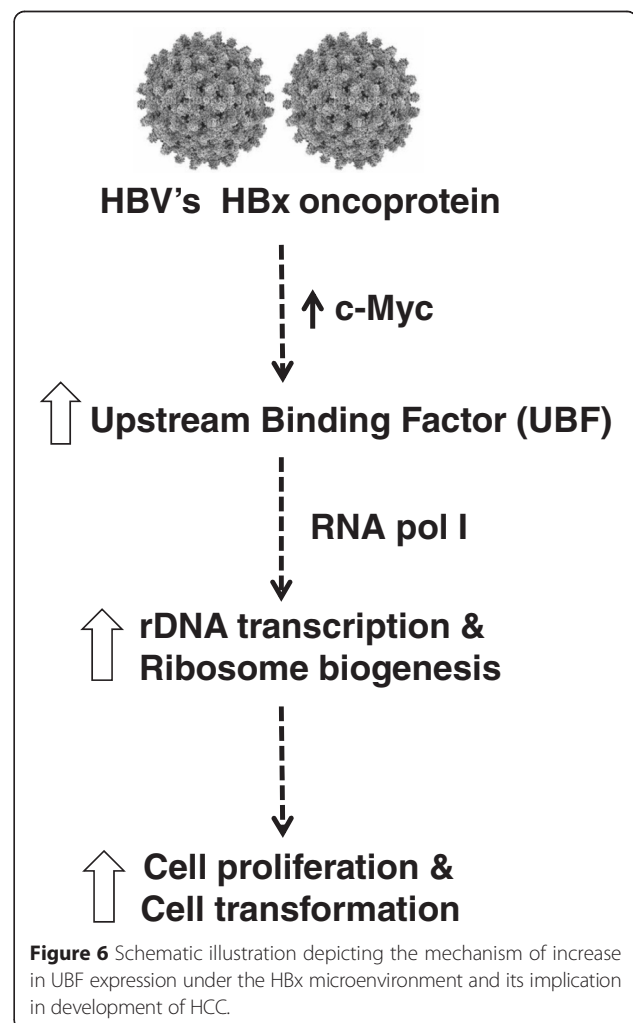 HBV's HBx oncoprotein
c-Myc
Upstream Binding Factor (UBF)
RNA pol I
rDNA transcription &
Ribosome biogenesis
Cell proliferation &
Cell transformation
Figure 6 Schematic illustration depicting the mechanism of increase
in UBF expression under the HBx microenvironment and its implication
in development of HCC.